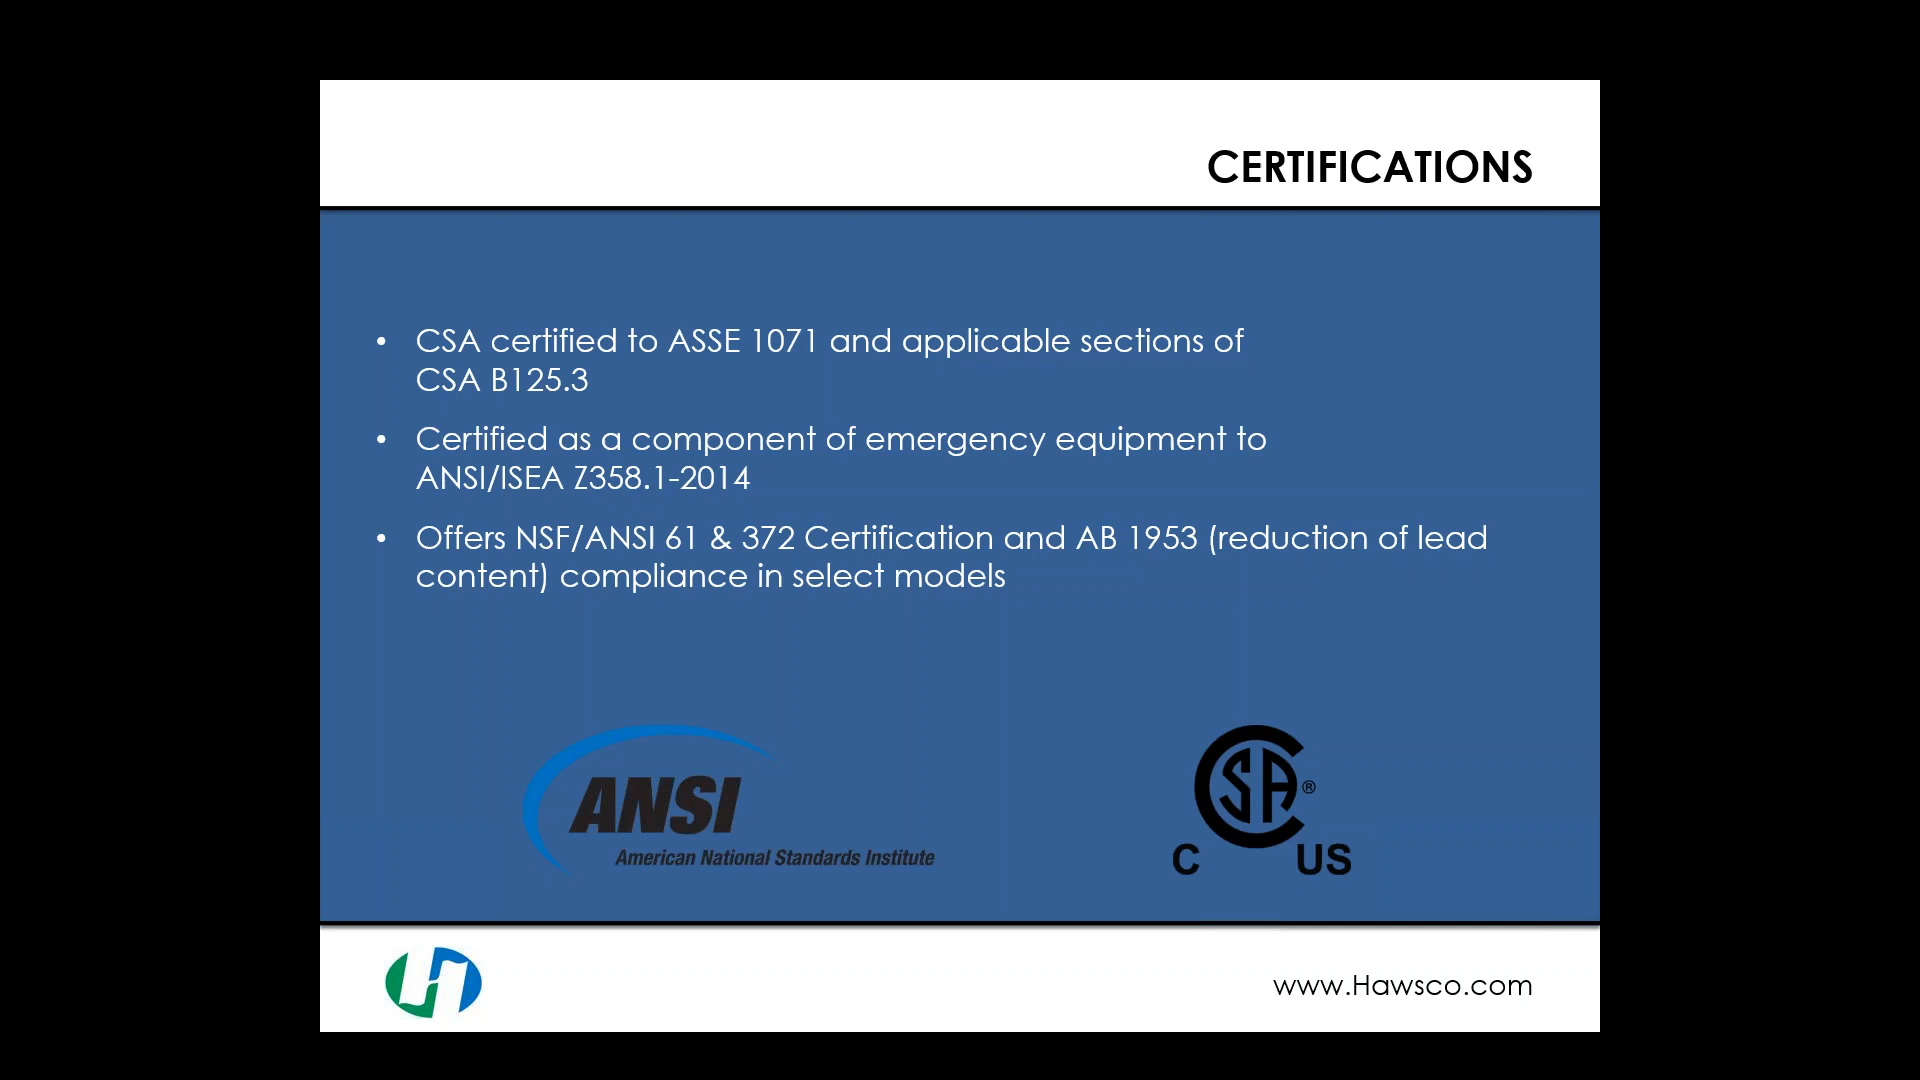 CERTIFICATIONS
• CSA certified to ASSE 1071 and applicable sections of
CSA B125.3
• Certified as a component of emergency equipment to
ANSI/ISEA Z358.1-2014
• Offers NSF/ANSI 61 & 372 Certification and AB 1953 (reduction of lead
content) compliance in select models
ANSI
American National Standards Institute
CSA®
C US
www.Hawsco.com